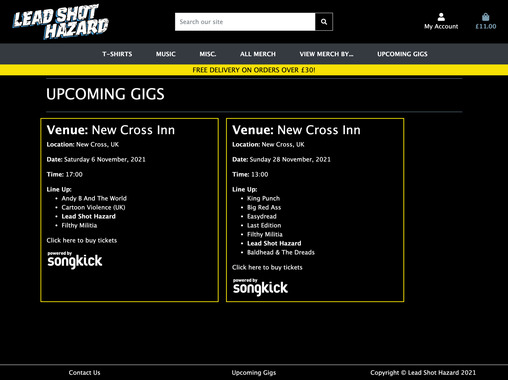 LEAD SHOT
HAZARD
Search our site
My Account
£11.00
T-SHIRTS MUSIC MISC. ALL MERCH VIEW MERCH BY... UPCOMING GIGS
FREE DELIVERY ON ORDERS OVER £30!
UPCOMING GIGS
Venue: New Cross Inn
Location: New Cross, UK
Date: Saturday 6 November, 2021
Time: 17:00
Line Up:
• Andy B And The World
• Cartoon Violence (UK)
• Lead Shot Hazard
• Filthy Militia
Click here to buy tickets
powered by
songkick
Venue: New Cross Inn
Location: New Cross, UK
Date: Sunday 28 November, 2021
Time: 13:00
Line Up:
• King Punch
• Big Red Ass
• Easydread
• Last Edition
• Filthy Militia
• Lead Shot Hazard
• Baldhead & The Dreads
Click here to buy tickets
powered by
songkick
Contact Us Upcoming Gigs Copyright © Lead Shot Hazard 2021